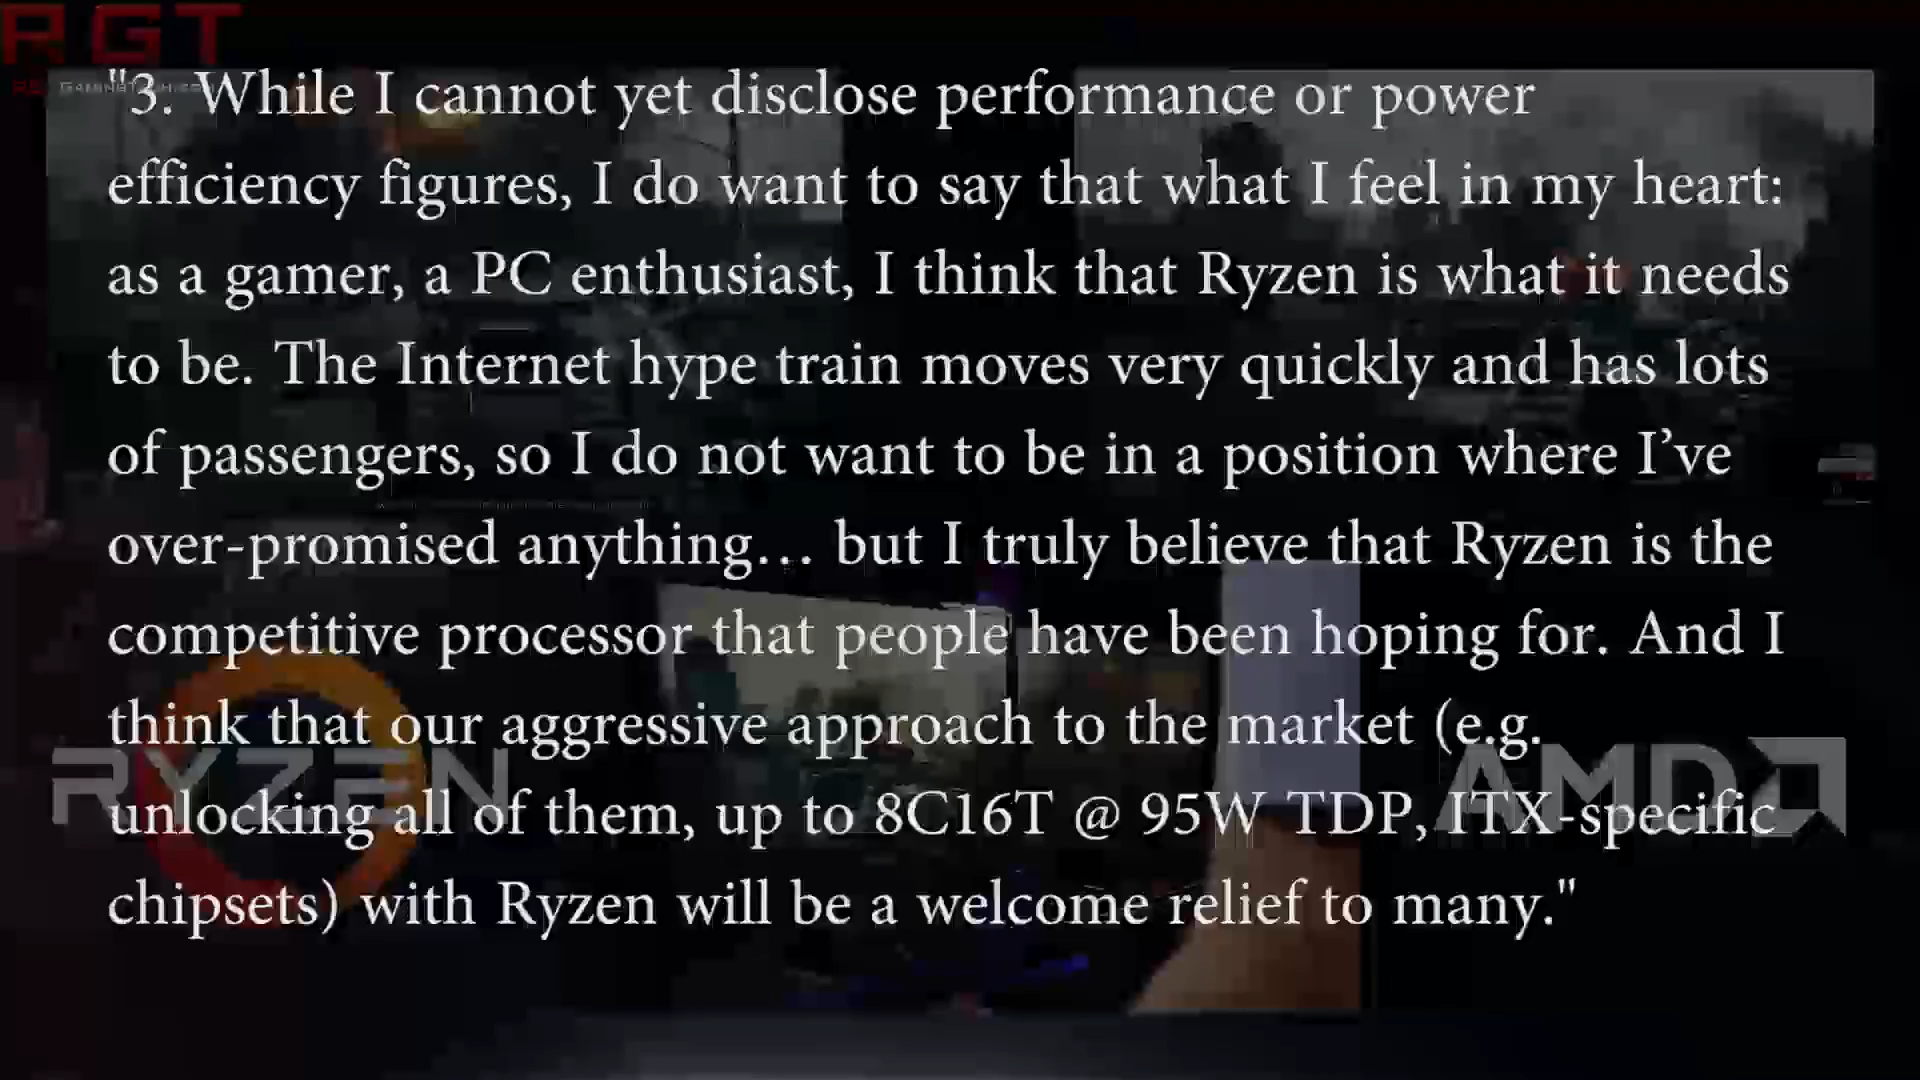 RGT
GAMINGTECH.COM
"3. While I cannot yet disclose performance or power
efficiency figures, I do want to say that what I feel in my heart:
as a gamer, a PC enthusiast, I think that Ryzen is what it needs
to be. The Internet hype train moves very quickly and has lots
of passengers, so I do not want to be in a position where I’ve
over-promised anything… but I truly believe that Ryzen is the
competitive processor that people have been hoping for. And I
think that our aggressive approach to the market (e.g.
unlocking all of them, up to 8C16T @ 95W TDP, ITX-specific
chipsets) with Ryzen will be a welcome relief to many."
RYZEN
AMD